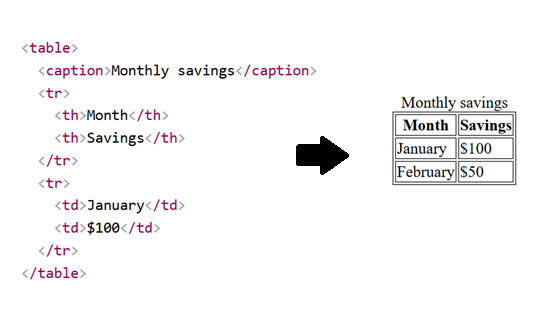 <table>
<caption>Monthly savings</caption>
<tr>
<th>Month</th>
<th>Savings</th>
</tr>
<tr>
<td>January</td>
<td>$100</td>
</tr>
</table>
Monthly savings
Month Savings
January $100
February $50